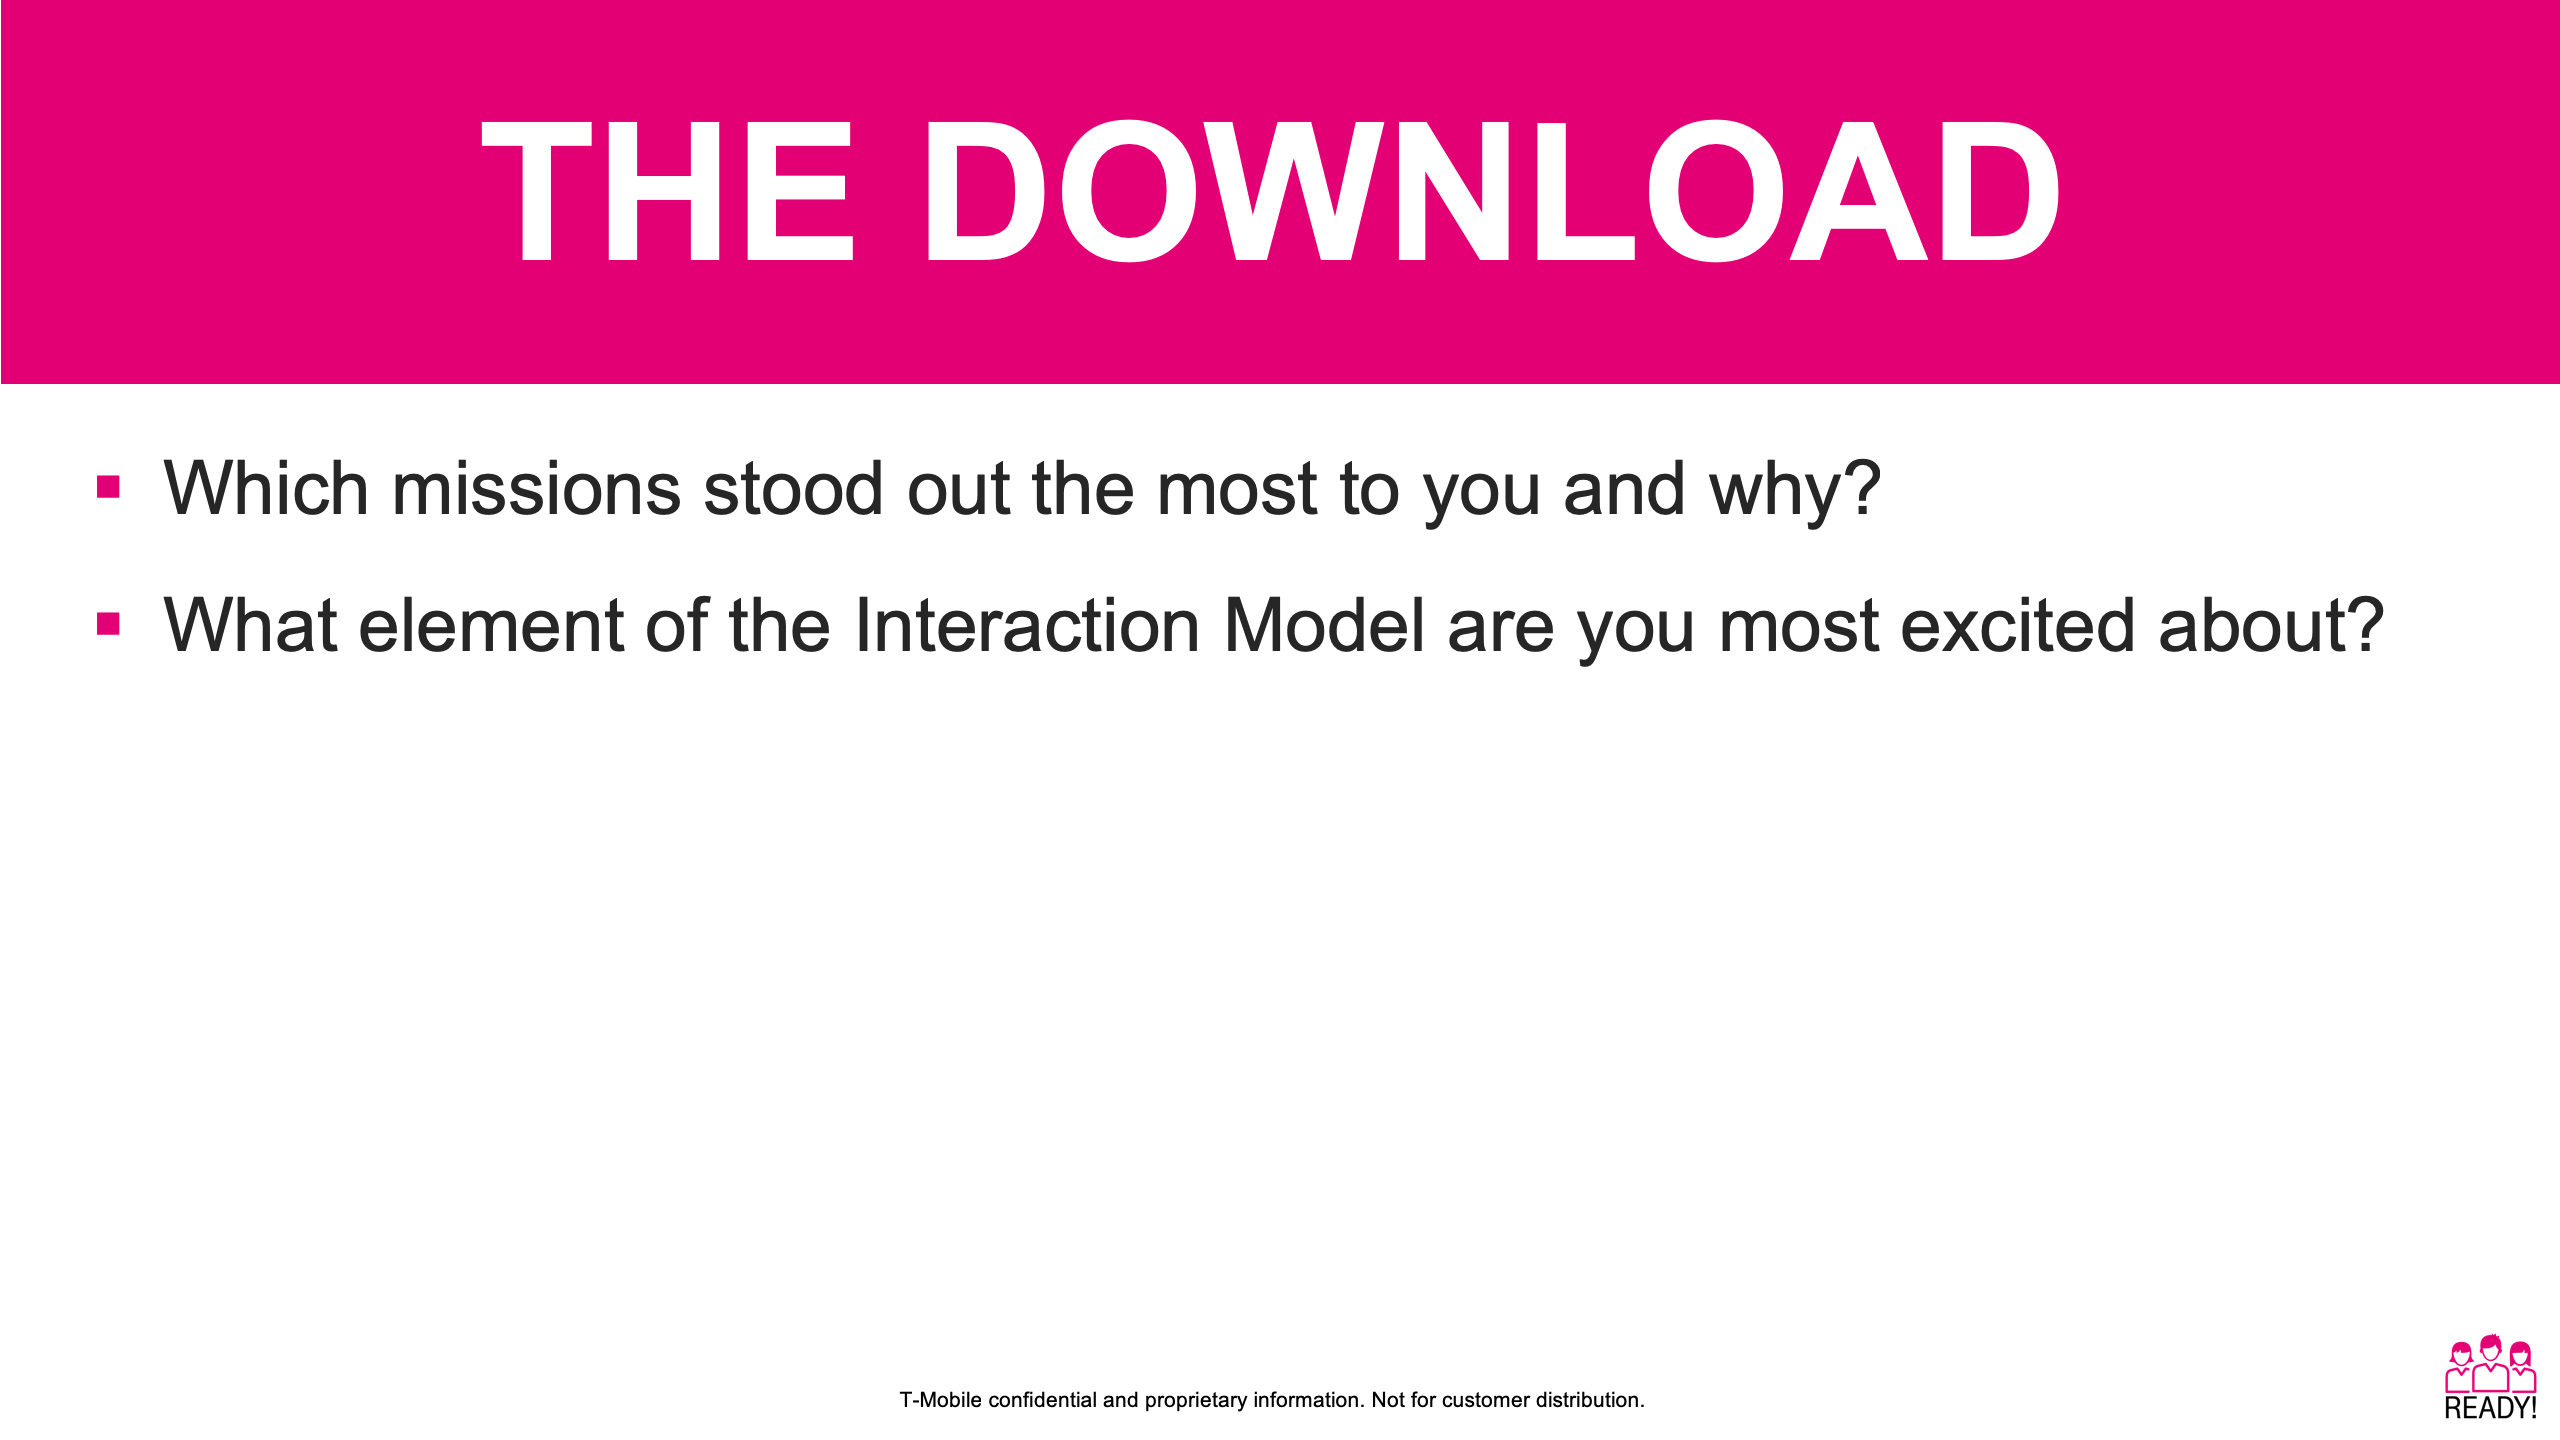 THE DOWNLOAD
▪ Which missions stood out the most to you and why?
▪ What element of the Interaction Model are you most excited about?
T-Mobile confidential and proprietary information. Not for customer distribution.
READY!